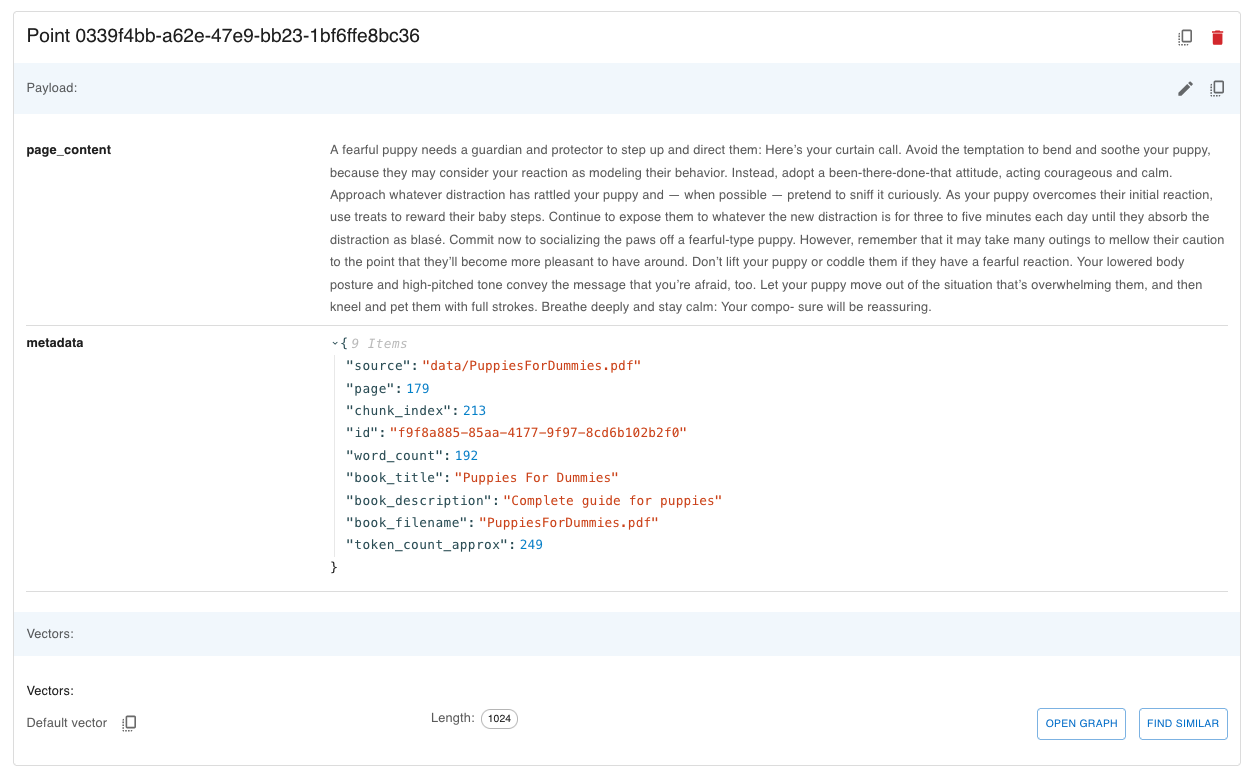 Point 0339f4bb-a62e-47e9-bb23-1bf6ffe8bc36
Payload:
page_content
A fearful puppy needs a guardian and protector to step up and direct them: Here’s your curtain call. Avoid the temptation to bend and soothe your puppy,
because they may consider your reaction as modeling their behavior. Instead, adopt a been-there-done-that attitude, acting courageous and calm.
Approach whatever distraction has rattled your puppy and — when possible — pretend to sniff it curiously. As your puppy overcomes their initial reaction,
use treats to reward their baby steps. Continue to expose them to whatever the new distraction is for three to five minutes each day until they absorb the
distraction as blasé. Commit now to socializing the paws off a fearful-type puppy. However, remember that it may take many outings to mellow their caution
to the point that they’ll become more pleasant to have around. Don’t lift your puppy or coddle them if they have a fearful reaction. Your lowered body
posture and high-pitched tone convey the message that you’re afraid, too. Let your puppy move out of the situation that’s overwhelming them, and then
kneel and pet them with full strokes. Breathe deeply and stay calm: Your compo- sure will be reassuring.
metadata
{ 9 Items
"source": "data/PuppiesForDummies.pdf"
"page": 179
"chunk_index": 213
"id": "f9f8a885-85aa-4177-9f97-8cd6b102b2f0"
"word_count": 192
"book_title": "Puppies For Dummies"
"book_description": "Complete guide for puppies"
"book_filename": "PuppiesForDummies.pdf"
"token_count_approx": 249
}
Vectors:
Vectors:
Default vector Length: 1024 OPEN GRAPH FIND SIMILAR